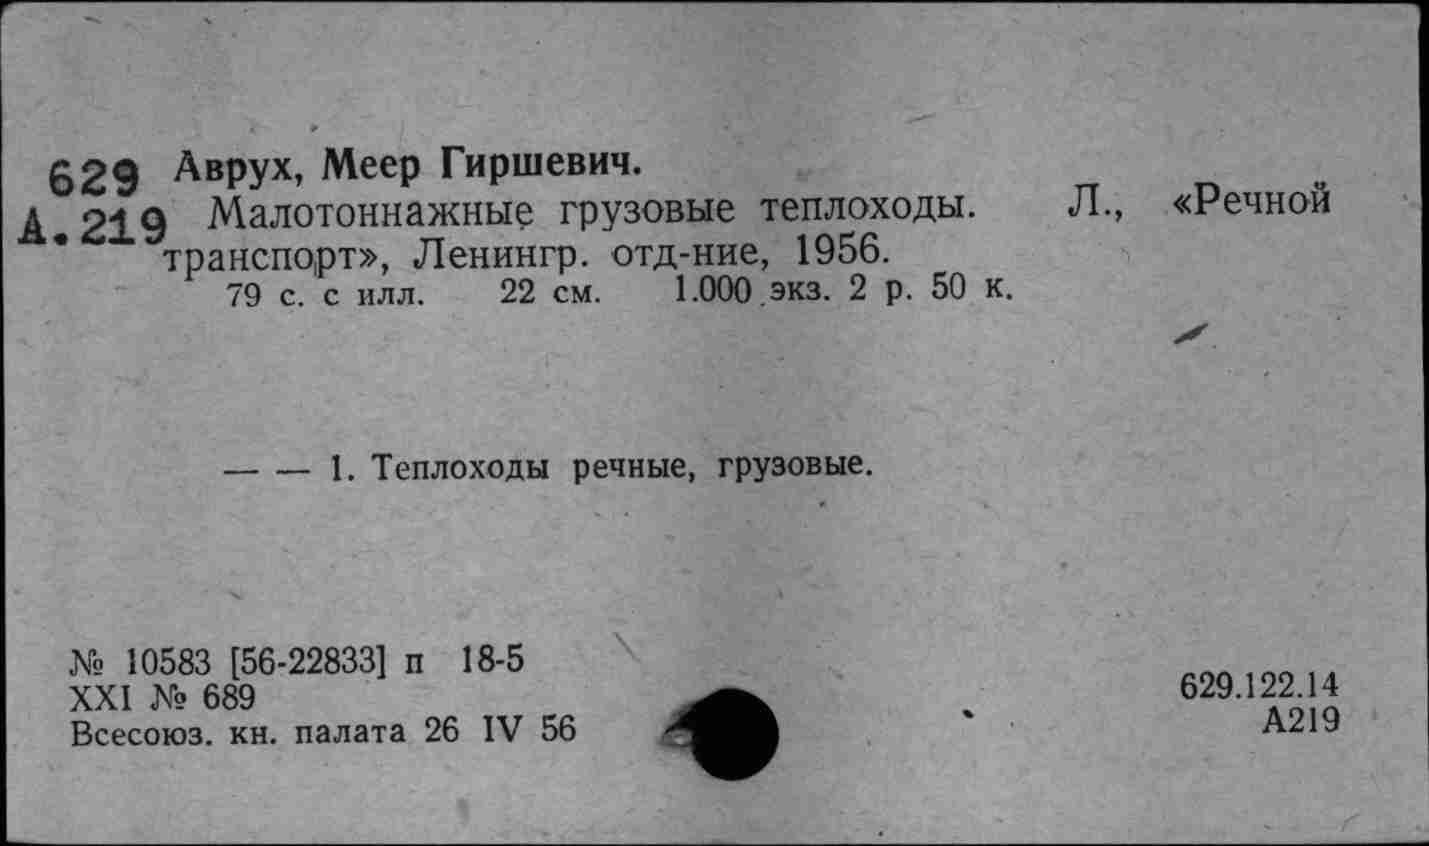 629 Аврух, Меер Гиршевич.
А.219 Малотоннажные грузовые теплоходы. Л., «Речной
транспорт», Ленингр. отд-ние, 1956.
79 с. с илл. 22 см. 1.000 экз. 2 р. 50 к.
— — 1. Теплоходы речные, грузовые.
№ 10583 [56-22833] п 18-5
XXI № 689
Всесоюз. кн. палата 26 IV 56
629.122.14
А219